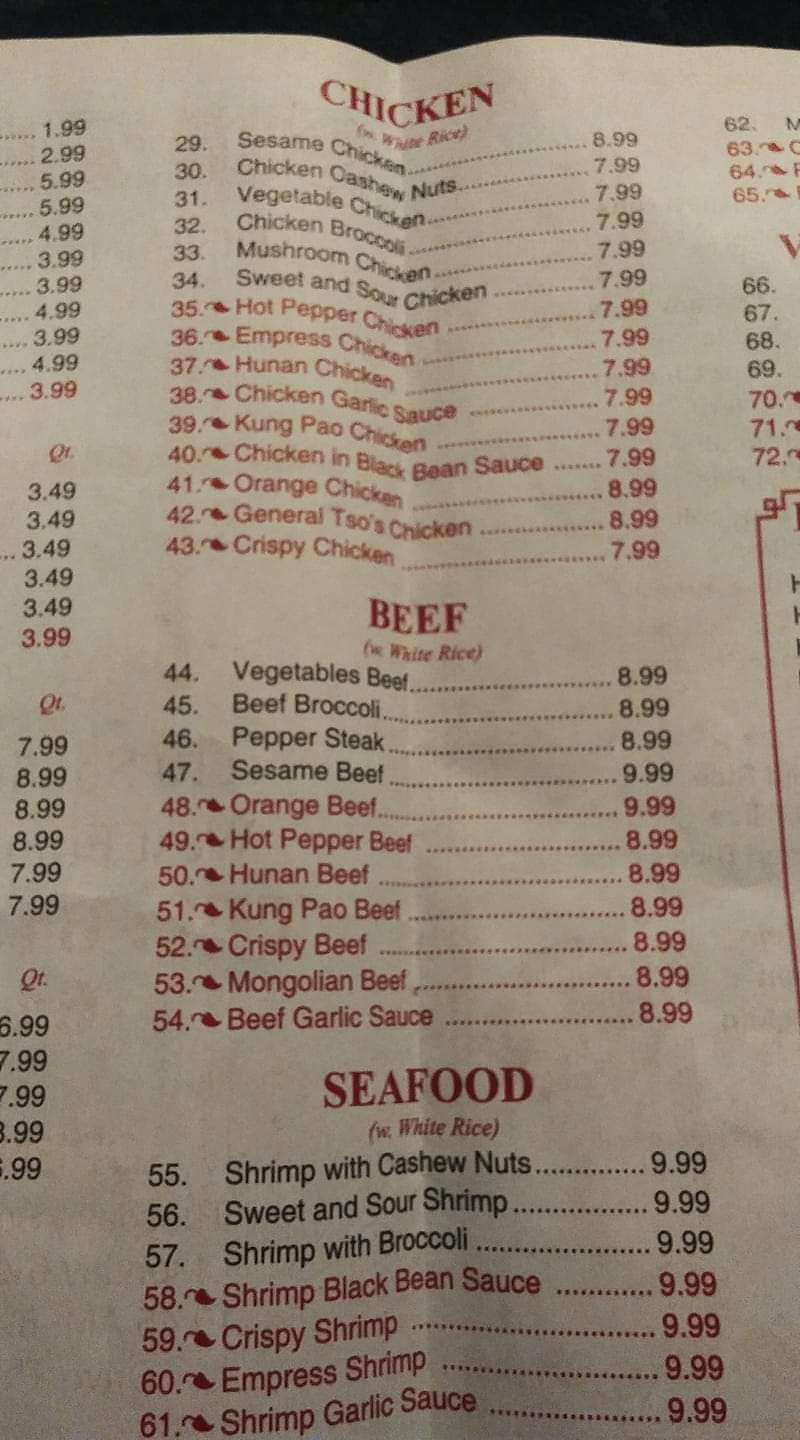 1.99
2.99
5.99
5.99
4.99
3.99
3.99
4.99
3.99
4.99
3.99
Qt.
3.49
3.49
3.49
3.49
3.49
3.99
Qt.
7.99
8.99
8.99
8.99
7.99
7.99
Qt.
6.99
7.99
7.99
.99
.99
CHICKEN
(w. White Rice)
29. Sesame Chicken 8.99
30. Chicken Cashew Nuts 7.99
31. Vegetable Chicken 7.99
32. Chicken Broccoli 7.99
33. Mushroom Chicken 7.99
34. Sweet and Sour Chicken 7.99
35. Hot Pepper Chicken 7.99
36. Empress Chicken 7.99
37. Hunan Chicken 7.99
38. Chicken Garlic Sauce 7.99
39. Kung Pao Chicken 7.99
40. Chicken in Black Bean Sauce 7.99
41. Orange Chicken 8.99
42. General Tso's Chicken 8.99
43. Crispy Chicken 7.99
BEEF
(w. White Rice)
44. Vegetables Beef 8.99
45. Beef Broccoli 8.99
46. Pepper Steak 8.99
47. Sesame Beef 9.99
48. Orange Beef 9.99
49. Hot Pepper Beef 8.99
50. Hunan Beef 8.99
51. Kung Pao Beef 8.99
52. Crispy Beef 8.99
53. Mongolian Beef 8.99
54. Beef Garlic Sauce 8.99
SEAFOOD
(w. White Rice)
55. Shrimp with Cashew Nuts 9.99
56. Sweet and Sour Shrimp 9.99
57. Shrimp with Broccoli 9.99
58. Shrimp Black Bean Sauce 9.99
59. Crispy Shrimp 9.99
60. Empress Shrimp 9.99
61. Shrimp Garlic Sauce 9.99
62.
63.
64.
65.
66.
67.
68.
69.
70.
71.
72.